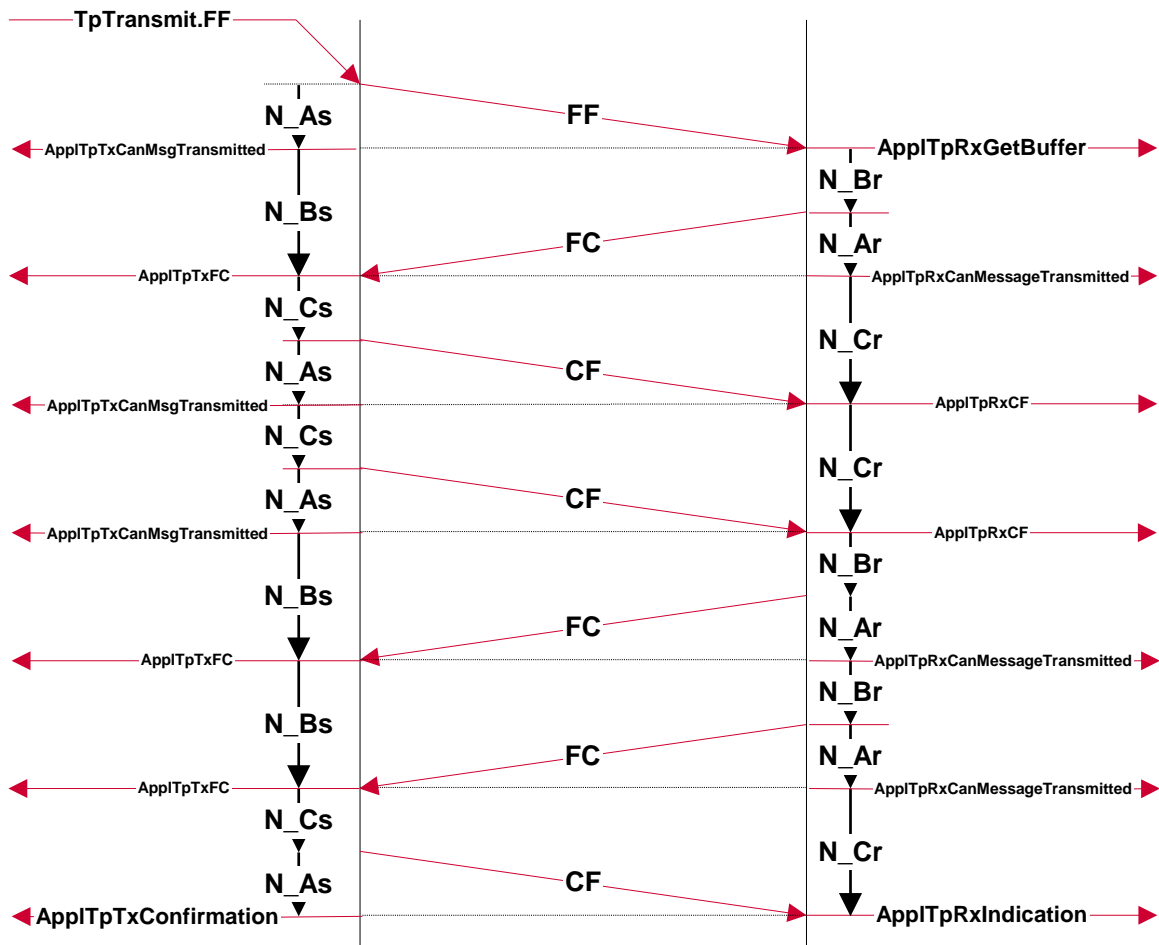 TpTransmit.FF
N_As
FF
ApplTpTxCanMsgTransmitted
ApplTpRxGetBuffer
N_Br
N_Bs
FC
N_Ar
ApplTpTxFC
ApplTpRxCanMessageTransmitted
N_Cs
N_Cr
N_As
CF
ApplTpTxCanMsgTransmitted
ApplTpRxCF
N_Cs
N_Cr
N_As
CF
ApplTpTxCanMsgTransmitted
ApplTpRxCF
N_Br
N_Bs
FC
N_Ar
ApplTpTxFC
ApplTpRxCanMessageTransmitted
N_Br
N_Bs
FC
N_Ar
ApplTpTxFC
ApplTpRxCanMessageTransmitted
N_Cs
N_Cr
N_As
CF
ApplTpTxConfirmation
ApplTpRxIndication